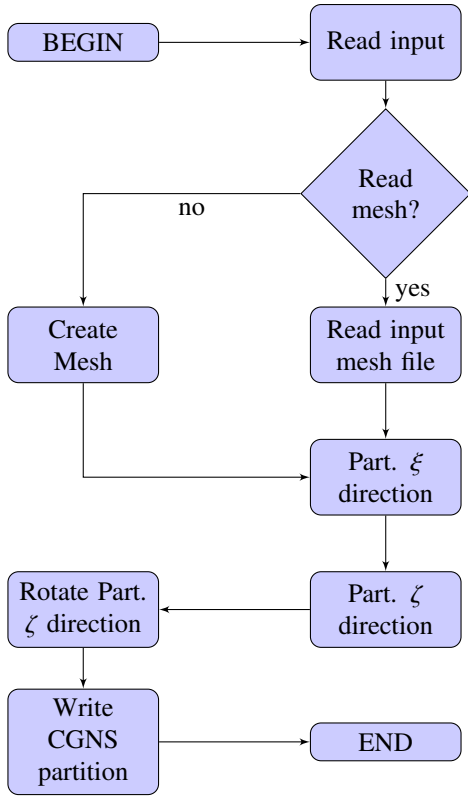 BEGIN
Read input
Read
mesh?
no
yes
Create
Mesh
Read input
mesh file
Part. ξ
direction
Rotate Part.
ζ direction
Part. ζ
direction
Write
CGNS
partition
END